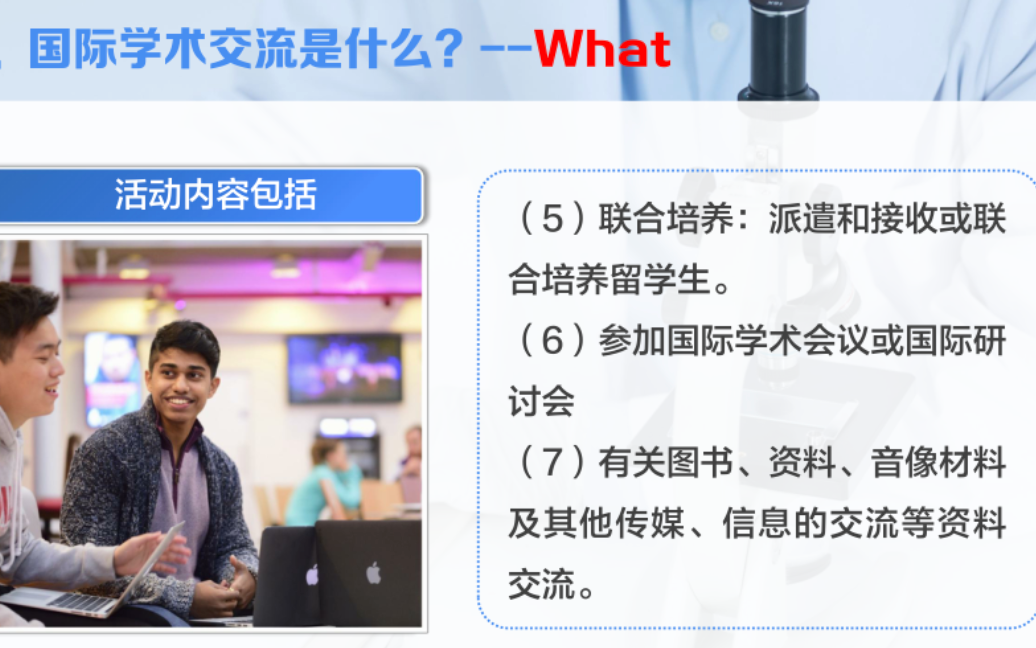 国际学术交流是什么？--What
活动内容包括
（5）联合培养：派遣和接收或联
合培养留学生。
（6）参加国际学术会议或国际研
讨会
（7）有关图书、资料、音像材料
及其他传媒、信息的交流等资料
交流。